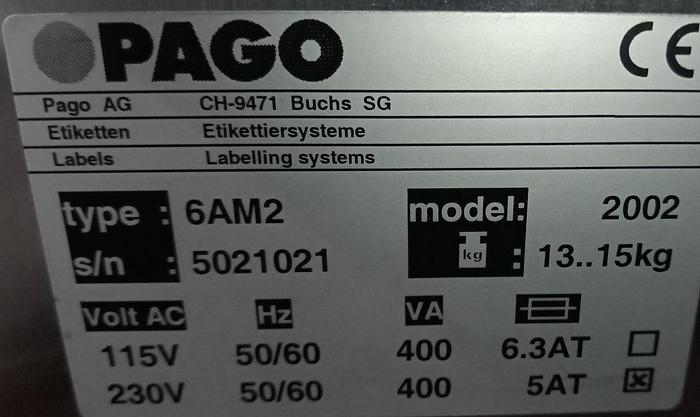 PAGO CE
Pago AG CH-9471 Buchs SG
Etiketten Etikettiersysteme
Labels Labelling systems
type : 6AM2 model: 2002
s/n : 5021021 kg : 13..15kg
Volt AC Hz VA
115V 50/60 400 6.3AT
230V 50/60 400 5AT